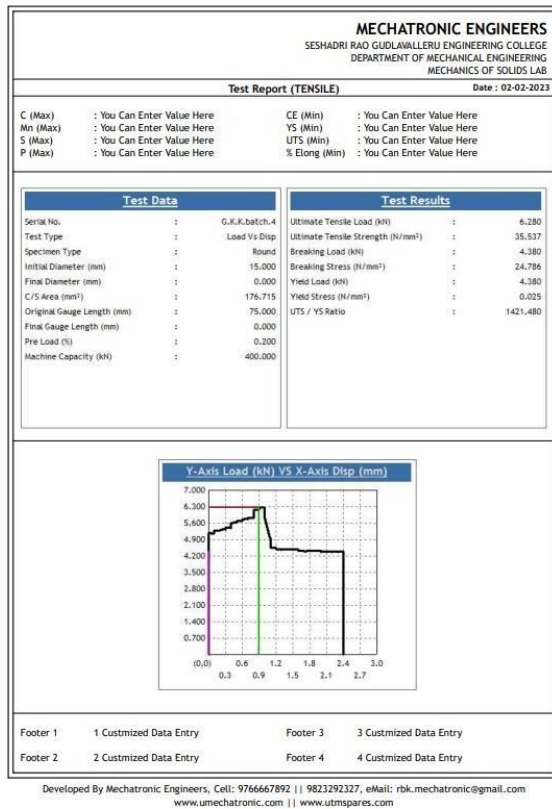 MECHATRONIC ENGINEERS
SESHADRI RAO GUDLAVALLERU ENGINEERING COLLEGE
DEPARTMENT OF MECHANICAL ENGINEERING
MECHANICS OF SOLIDS LAB
Test Report (TENSILE) Date : 02-02-2023
C (Max) : You Can Enter Value Here CE (Min) : You Can Enter Value Here
Mn (Max) : You Can Enter Value Here YS (Min) : You Can Enter Value Here
S (Max) : You Can Enter Value Here UTS (Min) : You Can Enter Value Here
P (Max) : You Can Enter Value Here % Elong (Min) : You Can Enter Value Here
Test Data
Serial No. : G.K.K.batch.4
Test Type : Load Vs Disp
Specimen Type : Round
Initial Diameter (mm) : 15.000
Final Diameter (mm) : 0.000
C/S Area (mm²) : 176.715
Original Gauge Length (mm) : 75.000
Final Gauge Length (mm) : 0.000
Pre Load (%) : 0.200
Machine Capacity (kN) : 400.000
Test Results
Ultimate Tensile Load (kN) : 6.280
Ultimate Tensile Strength (N/mm²) : 35.537
Breaking Load (kN) : 4.380
Breaking Stress (N/mm²) : 24.786
Yield Load (kN) : 4.380
Yield Stress (N/mm²) : 0.025
UTS / YS Ratio : 1421.480
Y-Axis Load (kN) VS X-Axis Disp (mm)
7.000
6.300
5.600
4.900
4.200
3.500
2.800
2.100
1.400
0.700
(0,0) 0.6 1.2 1.8 2.4 3.0
0.3 0.9 1.5 2.1 2.7
Footer 1 1 Custmized Data Entry Footer 3 3 Custmized Data Entry
Footer 2 2 Custmized Data Entry Footer 4 4 Custmized Data Entry
Developed By Mechatronic Engineers, Cell: 9766667892 || 9823292327, eMail: rbk.mechatronic@gmail.com
www.umechatronic.com || www.utmspares.com